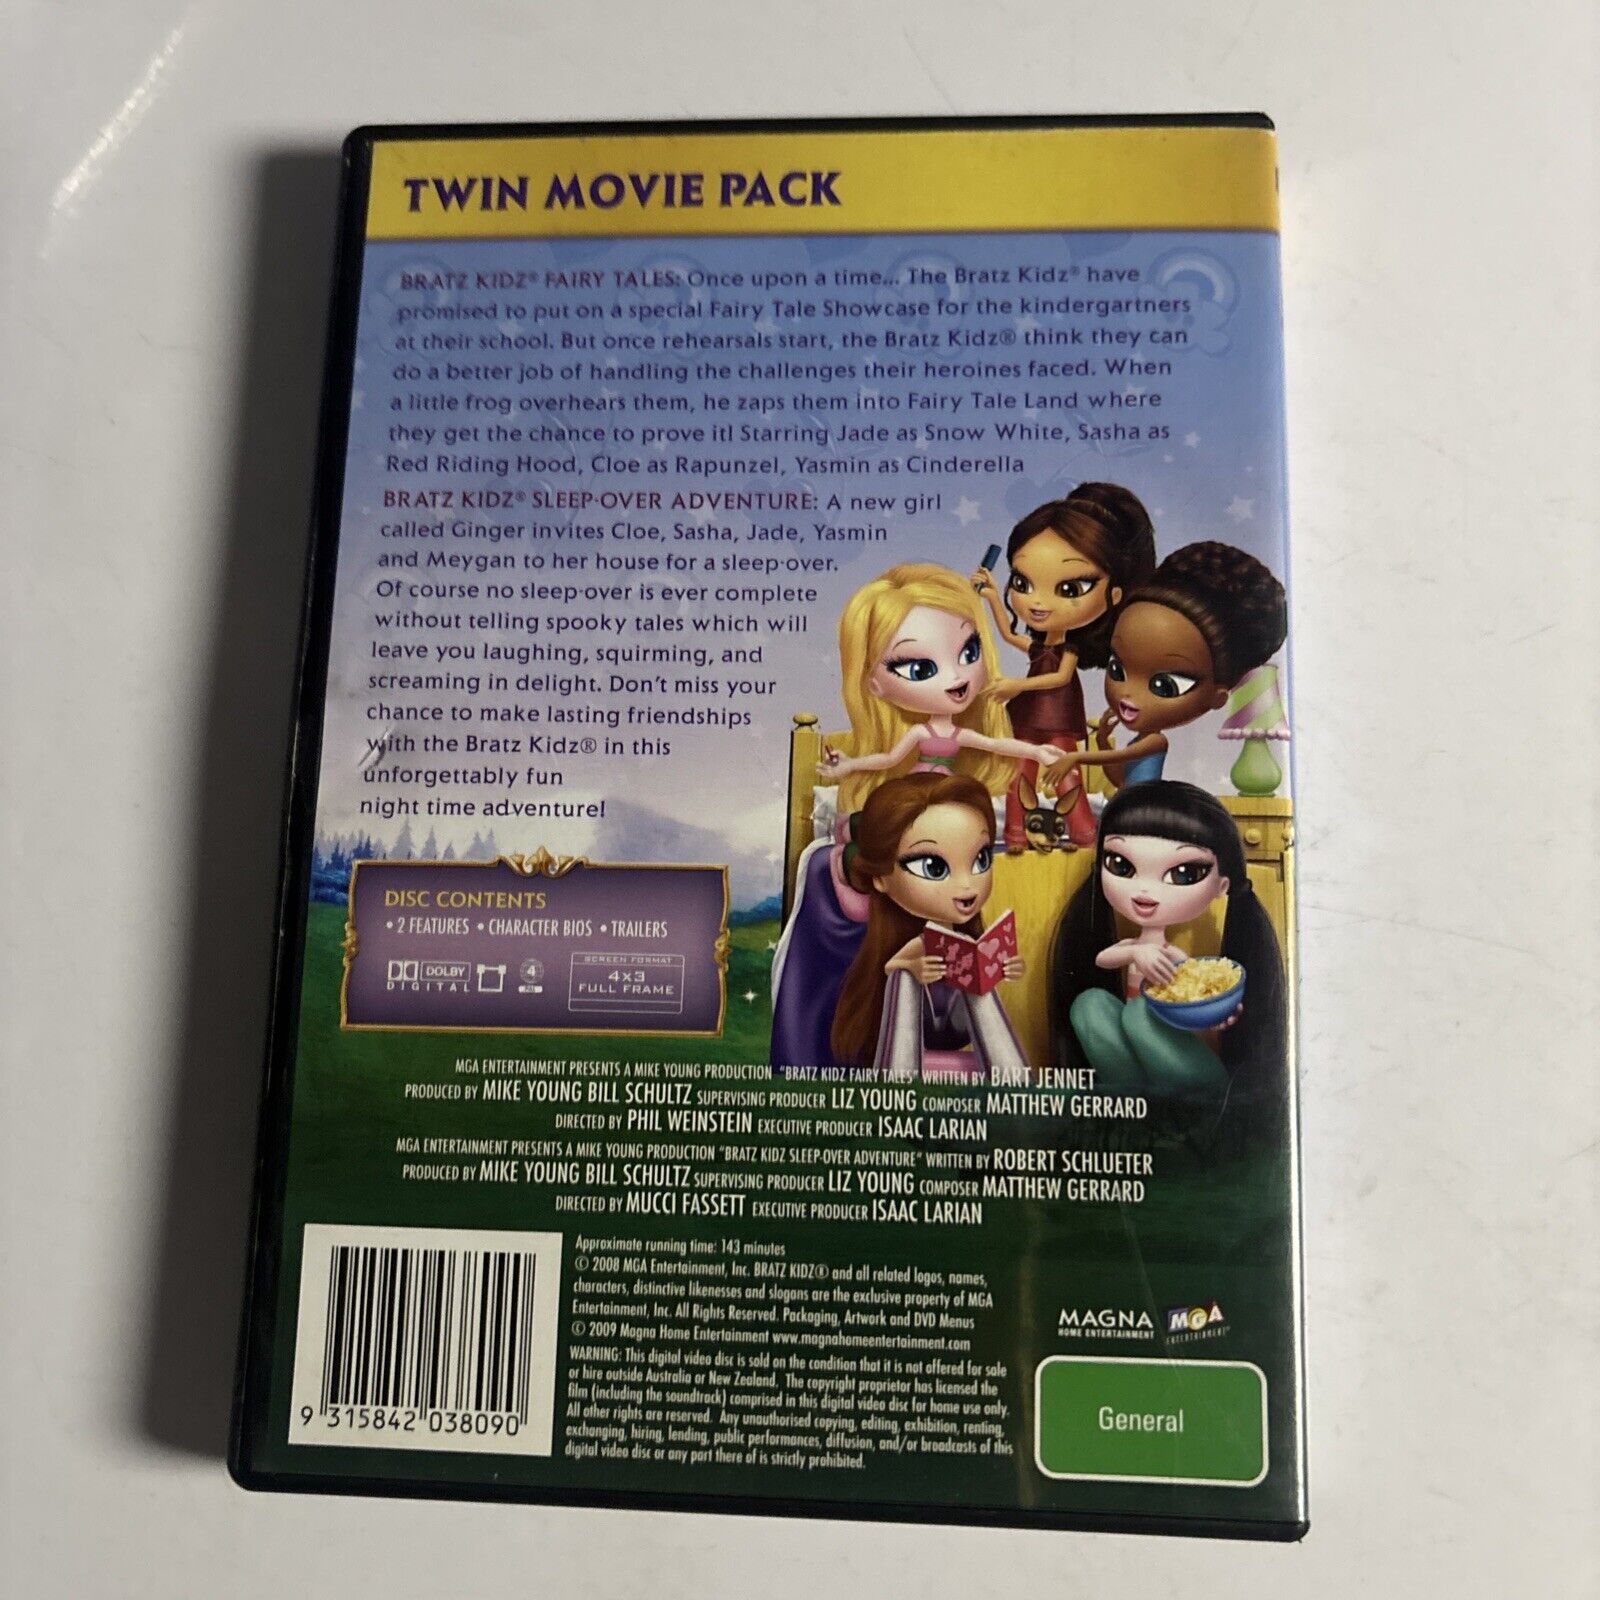 TWIN MOVIE PACK
BRATZ KIDZ® FAIRY TALES: Once upon a time... The Bratz Kidz® have
promised to put on a special Fairy Tale Showcase for the kindergartners
at their school. But once rehearsals start, the Bratz Kidz® think they can
do a better job of handling the challenges their heroines faced. When
a little frog overhears them, he zaps them into Fairy Tale Land where
they get the chance to prove it! Starring Jade as Snow White, Sasha as
Red Riding Hood, Cloe as Rapunzel, Yasmin as Cinderella
BRATZ KIDZ® SLEEP-OVER ADVENTURE: A new girl
called Ginger invites Cloe, Sasha, Jade, Yasmin
and Meygan to her house for a sleep-over.
Of course no sleep-over is ever complete
without telling spooky tales which will
leave you laughing, squirming, and
screaming in delight. Don't miss your
chance to make lasting friendships
with the Bratz Kidz® in this
unforgettably fun
night time adventure!
DISC CONTENTS
• 2 FEATURES • CHARACTER BIOS • TRAILERS
DOLBY
DIGITAL
4
PAL
SCREEN FORMAT
4x3
FULL FRAME
MGA ENTERTAINMENT PRESENTS A MIKE YOUNG PRODUCTION "BRATZ KIDZ FAIRY TALES" WRITTEN BY BART JENNET
PRODUCED BY MIKE YOUNG BILL SCHULTZ SUPERVISING PRODUCER LIZ YOUNG COMPOSER MATTHEW GERRARD
DIRECTED BY PHIL WEINSTEIN EXECUTIVE PRODUCER ISAAC LARIAN
MGA ENTERTAINMENT PRESENTS A MIKE YOUNG PRODUCTION "BRATZ KIDZ SLEEP-OVER ADVENTURE" WRITTEN BY ROBERT SCHLUETER
PRODUCED BY MIKE YOUNG BILL SCHULTZ SUPERVISING PRODUCER LIZ YOUNG COMPOSER MATTHEW GERRARD
DIRECTED BY MUCCI FASSETT EXECUTIVE PRODUCER ISAAC LARIAN
Approximate running time: 143 minutes
© 2008 MGA Entertainment, Inc. BRATZ KIDZ® and all related logos, names,
characters, distinctive likenesses and slogans are the exclusive property of MGA
Entertainment, Inc. All Rights Reserved. Packaging, Artwork and DVD Menus
© 2009 Magna Home Entertainment www.magnahomeentertainment.com
WARNING: This digital video disc is sold on the condition that it is not offered for sale
or hire outside Australia or New Zealand. The copyright proprietor has licensed the
film (including the soundtrack) comprised in this digital video disc for home use only.
All other rights are reserved. Any unauthorised copying, editing, exhibition, renting,
exchanging, hiring, lending, public performances, diffusion, and/or broadcasts of this
digital video disc or any part there of is strictly prohibited.
9 315842 038090
MAGNA
HOME ENTERTAINMENT
MGA
ENTERTAINMENT
General